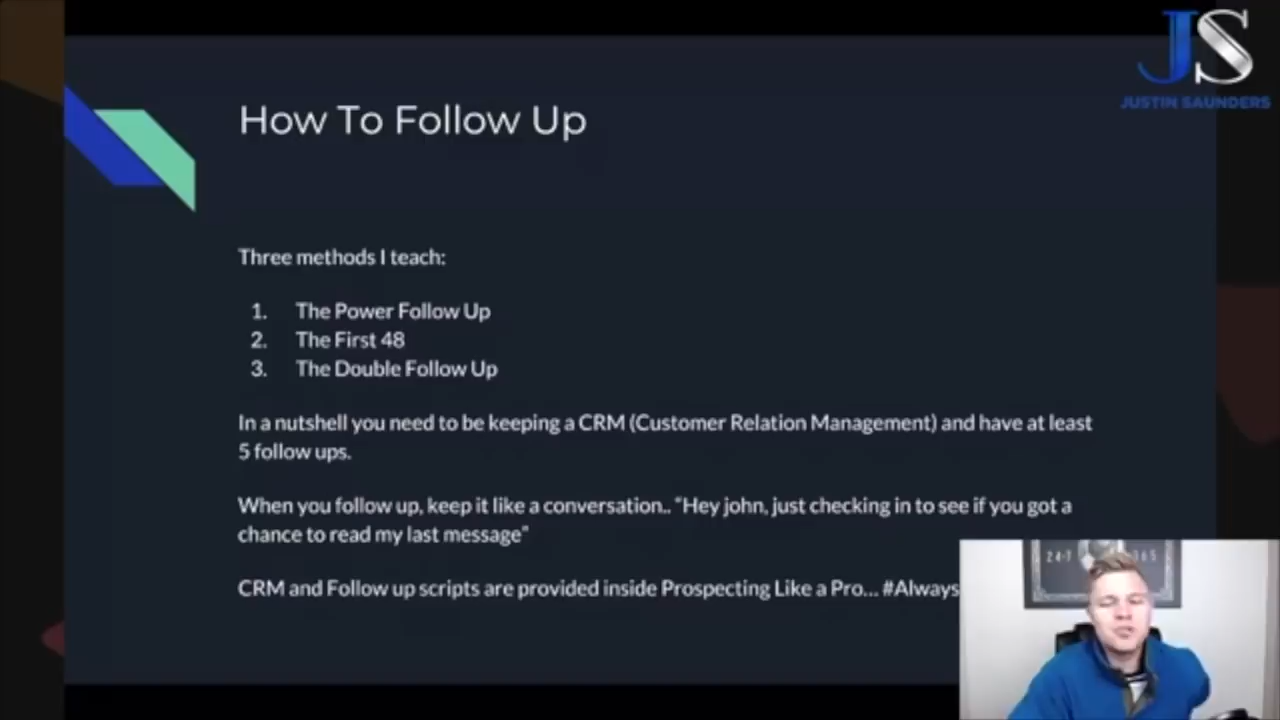 JS
JUSTIN SAUNDERS
How To Follow Up
Three methods I teach:
1. The Power Follow Up
2. The First 48
3. The Double Follow Up
In a nutshell you need to be keeping a CRM (Customer Relation Management) and have at least
5 follow ups.
When you follow up, keep it like a conversation.. “Hey john, just checking in to see if you got a
chance to read my last message”
CRM and Follow up scripts are provided inside Prospecting Like a Pro... #Always
24-7 365